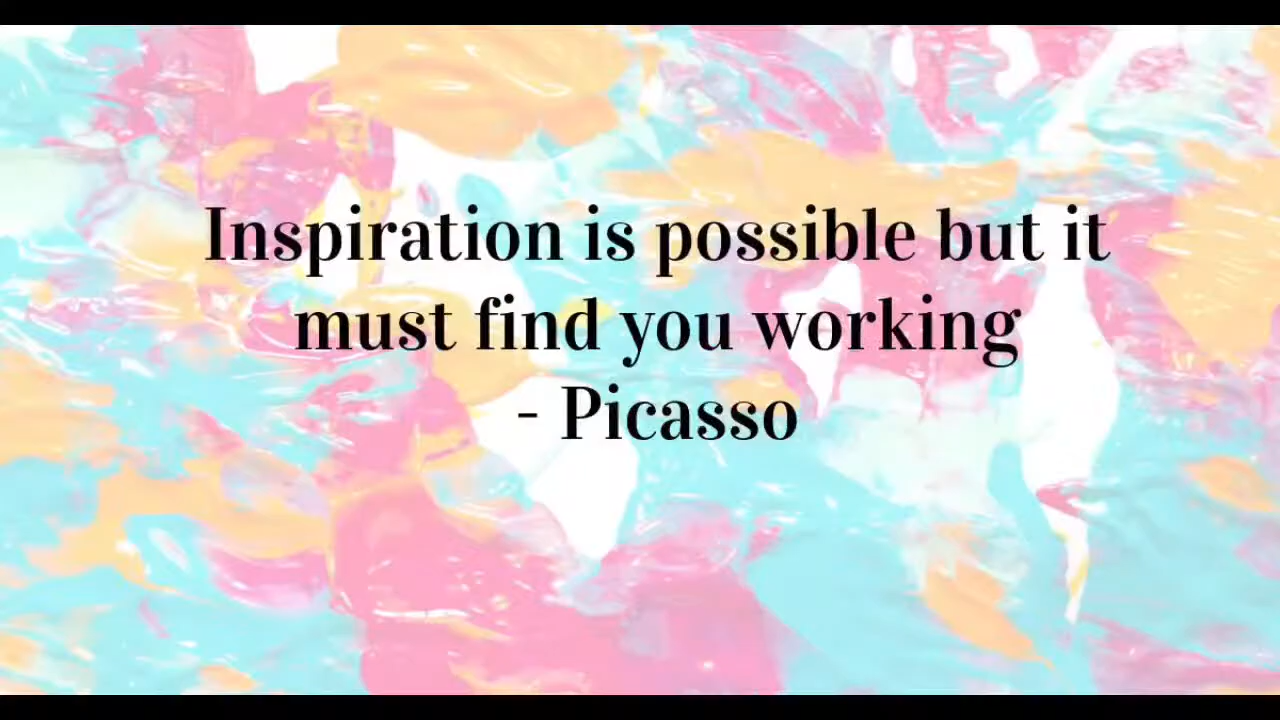 Inspiration is possible but it
must find you working
- Picasso